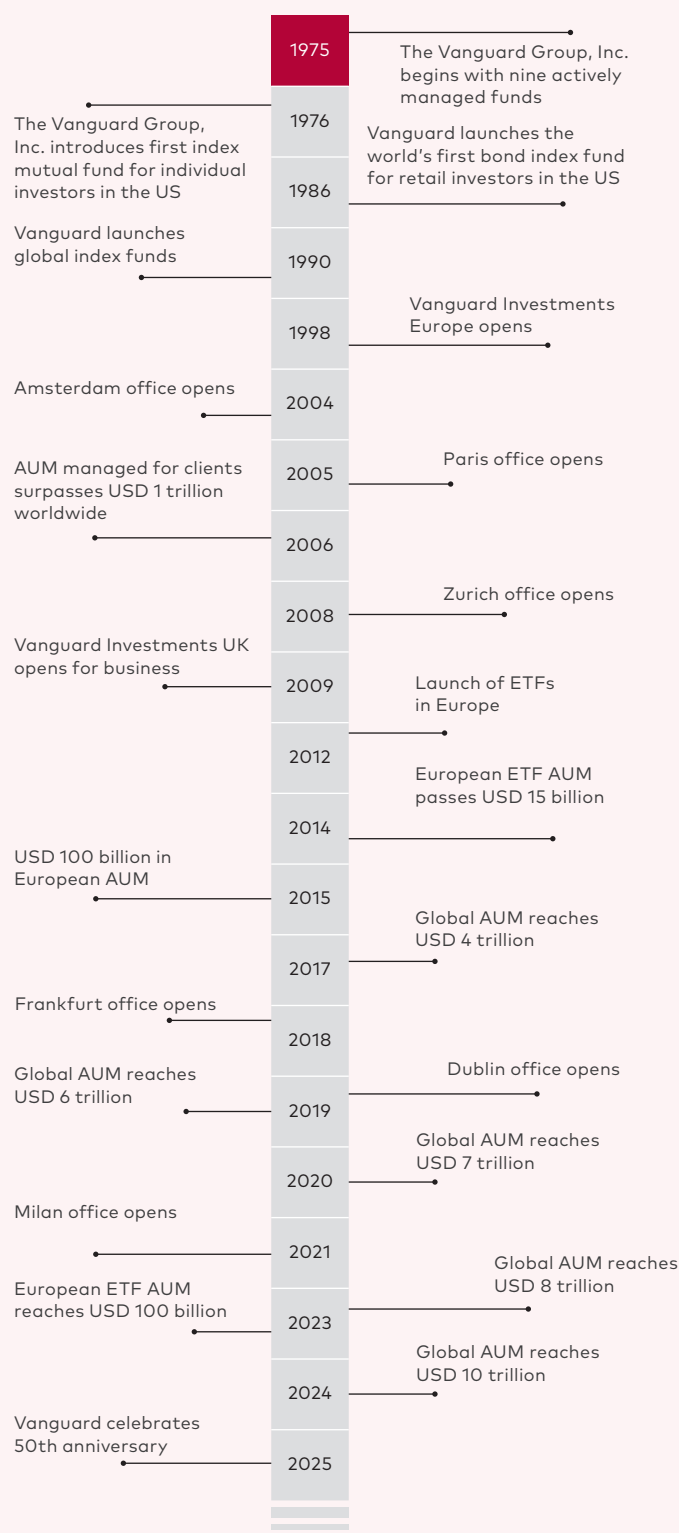 1975
The Vanguard Group, Inc.
begins with nine actively
managed funds
1976
The Vanguard Group,
Inc. introduces first index
mutual fund for individual
investors in the US
1986
Vanguard launches the
world’s first bond index fund
for retail investors in the US
1990
Vanguard launches
global index funds
1998
Vanguard Investments
Europe opens
2004
Amsterdam office opens
2005
Paris office opens
2006
AUM managed for clients
surpasses USD 1 trillion
worldwide
2008
Zurich office opens
2009
Vanguard Investments UK
opens for business
2012
Launch of ETFs
in Europe
2014
European ETF AUM
passes USD 15 billion
2015
USD 100 billion in
European AUM
2017
Global AUM reaches
USD 4 trillion
2018
Frankfurt office opens
2019
Global AUM reaches
USD 6 trillion
Dublin office opens
2020
Global AUM reaches
USD 7 trillion
2021
Milan office opens
2023
Global AUM reaches
USD 8 trillion
European ETF AUM
reaches USD 100 billion
2024
Global AUM reaches
USD 10 trillion
2025
Vanguard celebrates
50th anniversary